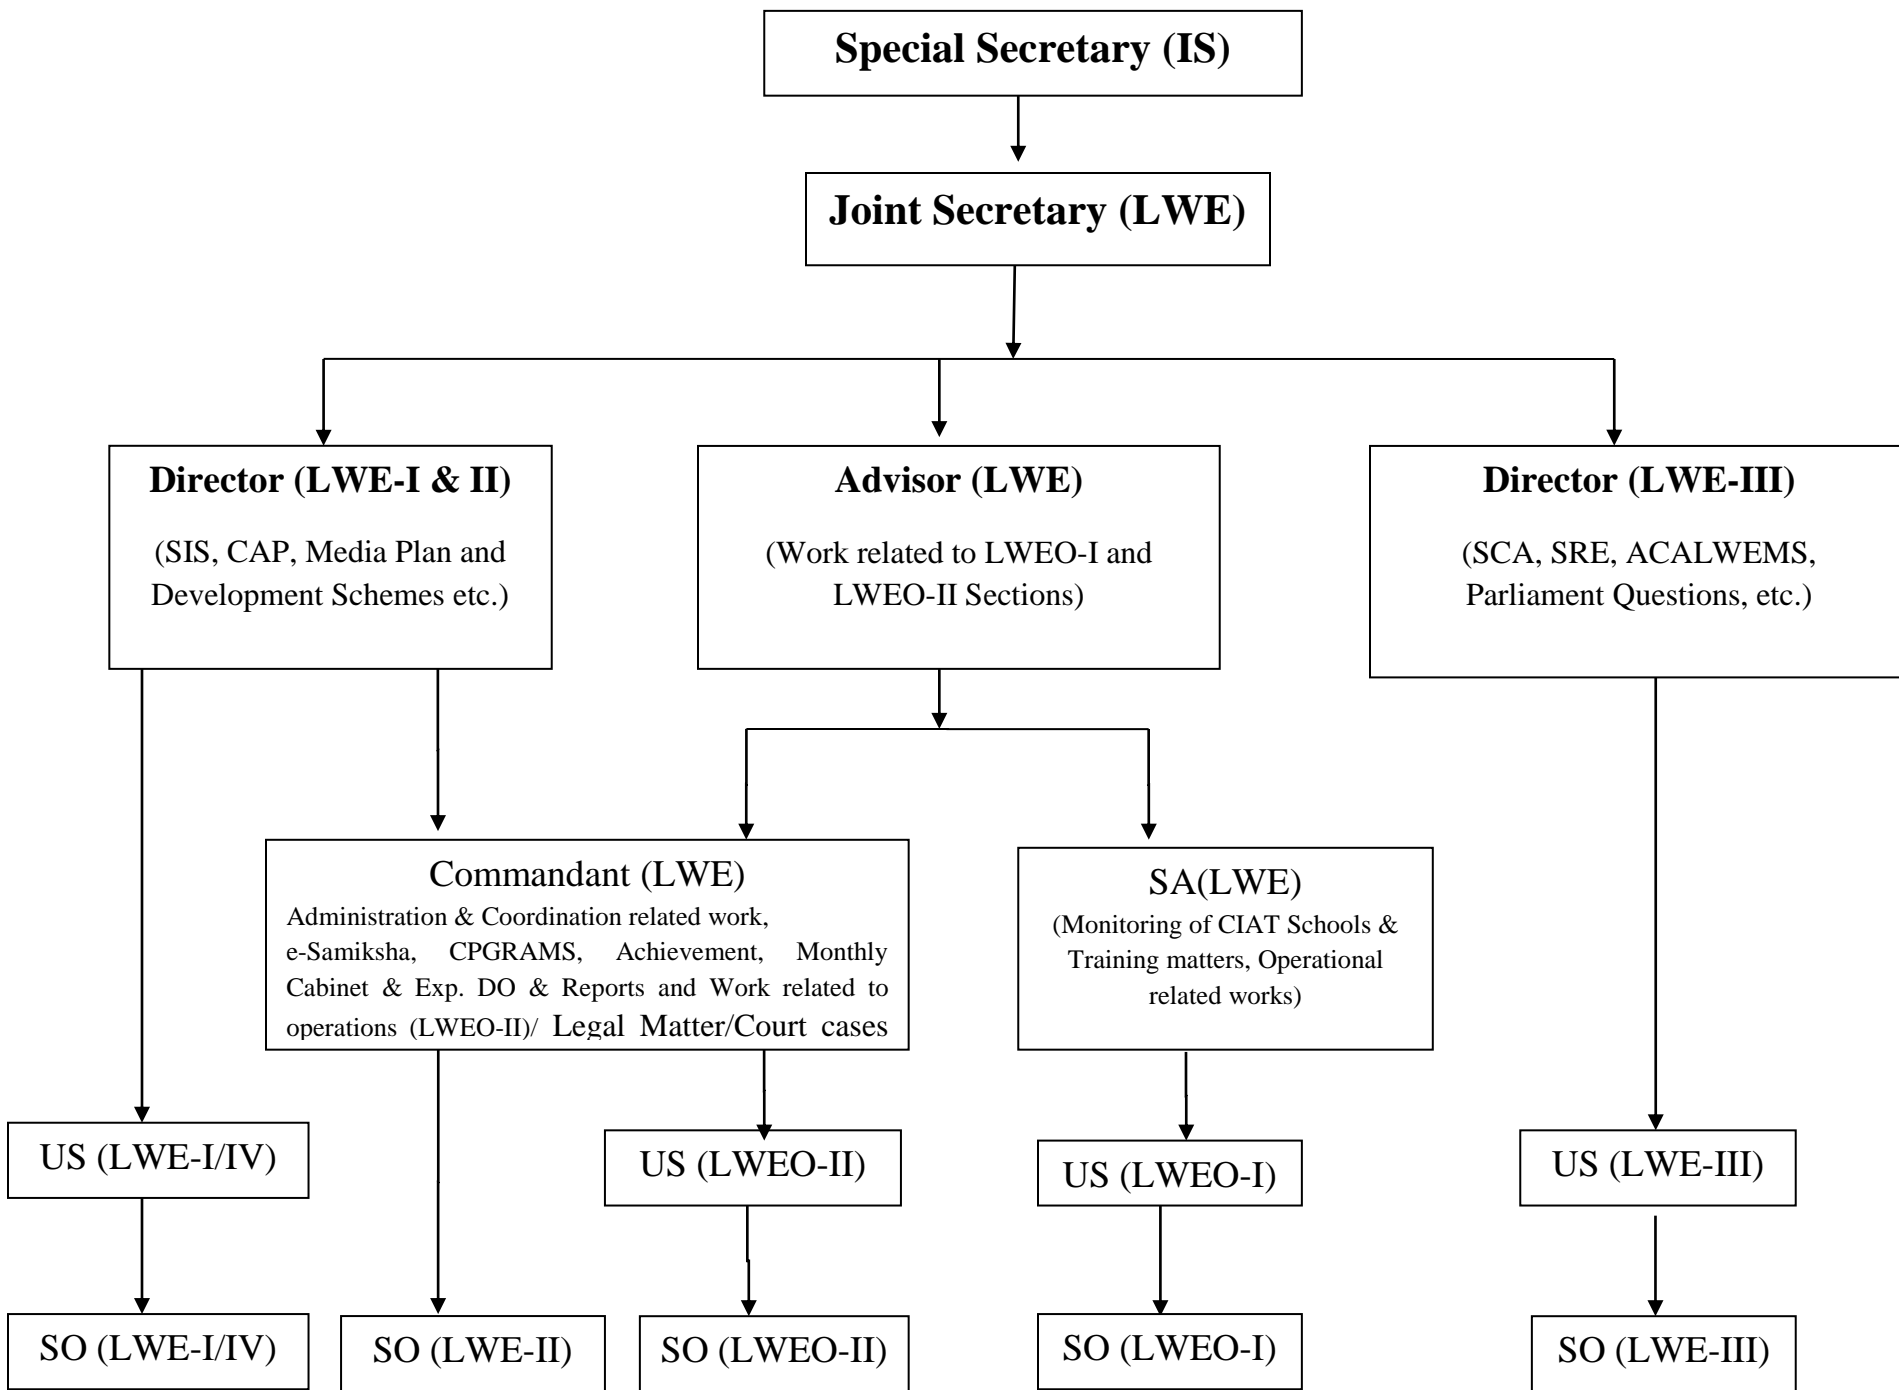 Special Secretary (IS)
Joint Secretary (LWE)
Director (LWE-I & II)
(SIS, CAP, Media Plan and
Development Schemes etc.)
Advisor (LWE)
(Work related to LWEO-I and
LWEO-II Sections)
Director (LWE-III)
(SCA, SRE, ACALWEMS,
Parliament Questions, etc.)
Commandant (LWE)
Administration & Coordination related work,
e-Samiksha, CPGRAMS, Achievement, Monthly
Cabinet & Exp. DO & Reports and Work related to
operations (LWEO-II)/ Legal Matter/Court cases
SA(LWE)
(Monitoring of CIAT Schools &
Training matters, Operational
related works)
US (LWE-I/IV)
US (LWEO-II)
US (LWEO-I)
US (LWE-III)
SO (LWE-I/IV)
SO (LWE-II)
SO (LWEO-II)
SO (LWEO-I)
SO (LWE-III)